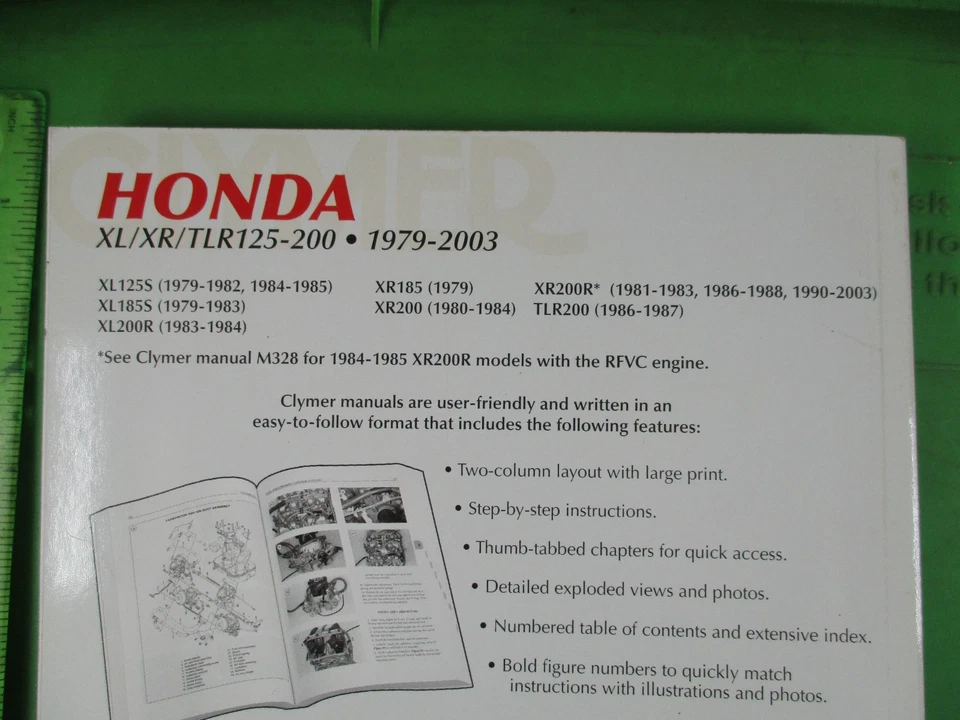 CLYMER
HONDA
XL/XR/TLR125-200 • 1979-2003
XL125S (1979-1982, 1984-1985)
XL185S (1979-1983)
XL200R (1983-1984)
XR185 (1979)
XR200 (1980-1984)
XR200R* (1981-1983, 1986-1988, 1990-2003)
TLR200 (1986-1987)
*See Clymer manual M328 for 1984-1985 XR200R models with the RFVC engine.
Clymer manuals are user-friendly and written in an
easy-to-follow format that includes the following features:
• Two-column layout with large print.
• Step-by-step instructions.
• Thumb-tabbed chapters for quick access.
• Detailed exploded views and photos.
• Numbered table of contents and extensive index.
• Bold figure numbers to quickly match
instructions with illustrations and photos.
INCH